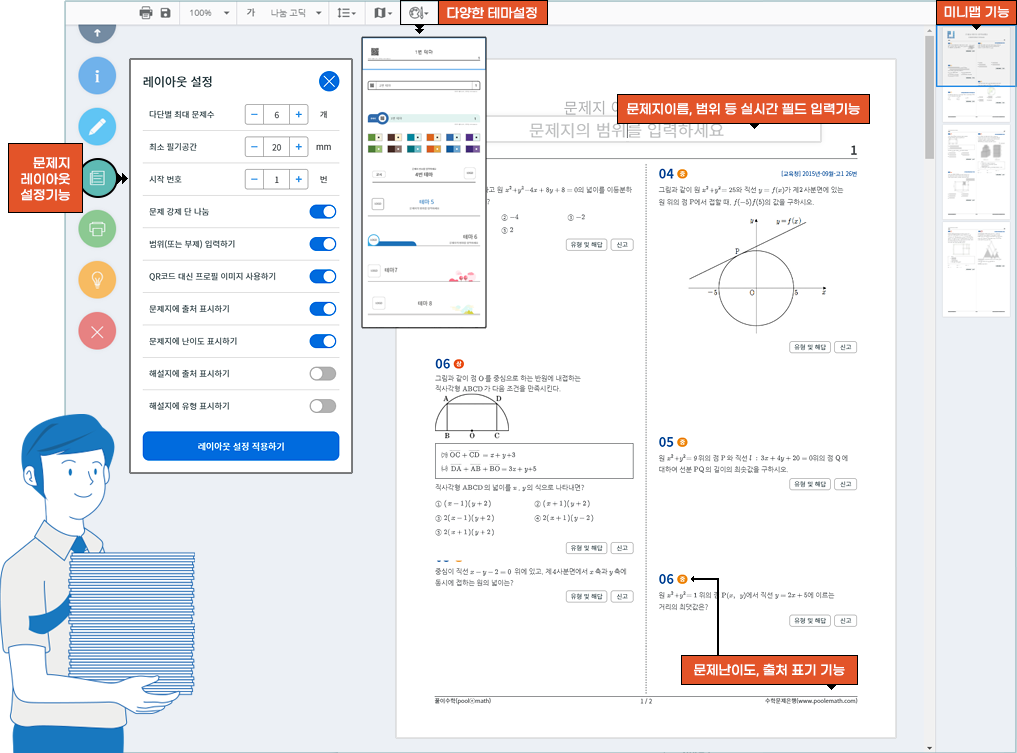 100%
가
나눔 고딕
다양한 테마설정
미니맵 기능
레이아웃 설정
다단별 최대 문제수
6
개
최소 필기공간
20
mm
시작 번호
1
번
문제 강제 단 나눔
범위(또는 부제) 입력하기
QR코드 대신 프로필 이미지 사용하기
문제지에 출처 표시하기
문제지에 난이도 표시하기
해설지에 출처 표시하기
해설지에 유형 표시하기
레이아웃 설정 적용하기
문제지
레이아웃
설정기능
1번 테마
4번 테마
테마 5
테마 6
테마7
테마 8
문제지 이
문제지이름, 범위 등 실시간 필드 입력기능
문제지의 범위를 입력하세요
1
고 원 x²+y²−4x+8y+8=0의 넓이를 이등분하
?
② −4
③ −2
⑤ 2
유형 및 해답
신고
06 상
그림과 같이 점 O를 중심으로 하는 반원에 내접하는
직사각형 ABCD가 다음 조건을 만족시킨다.
A D
B O C
㈎ OC+CD=x+y+3
㈏ DA+AB+BO=3x+y+5
직사각형 ABCD의 넓이를 x, y의 식으로 나타내면?
① (x−1)(y+2)
② (x+1)(y+2)
③ 2(x−1)(y+2)
④ 2(x+1)(y−2)
⑤ 2(x+1)(y+2)
유형 및 해답
신고
중심이 직선 x−y−2=0 위에 있고, 제4사분면에서 x축과 y축에
동시에 접하는 원의 넓이는?
유형 및 해답
신고
04 중
[교육청] 2015년-09월-고1 26번
그림과 같이 원 x²+y²=25와 직선 y=f(x)가 제2사분면에 있는
원 위의 점 P에서 접할 때, f(−5)f(5)의 값을 구하시오.
y
y=f(x)
P
−5
O
5
x
유형 및 해답
신고
05 중
원 x²+y²=9 위의 점 P와 직선 l : 3x+4y+20=0위의 점 Q에
대하여 선분 PQ의 길이의 최솟값을 구하시오.
유형 및 해답
신고
06 중
원 x²+y²=1 위의 점 P(x, y)에서 직선 y=2x+5에 이르는
거리의 최댓값은?
유형 및 해답
신고
문제난이도, 출처 표기 기능
풀이수학(pool⊙math)
1 / 2
수학문제은행(www.poolemath.com)